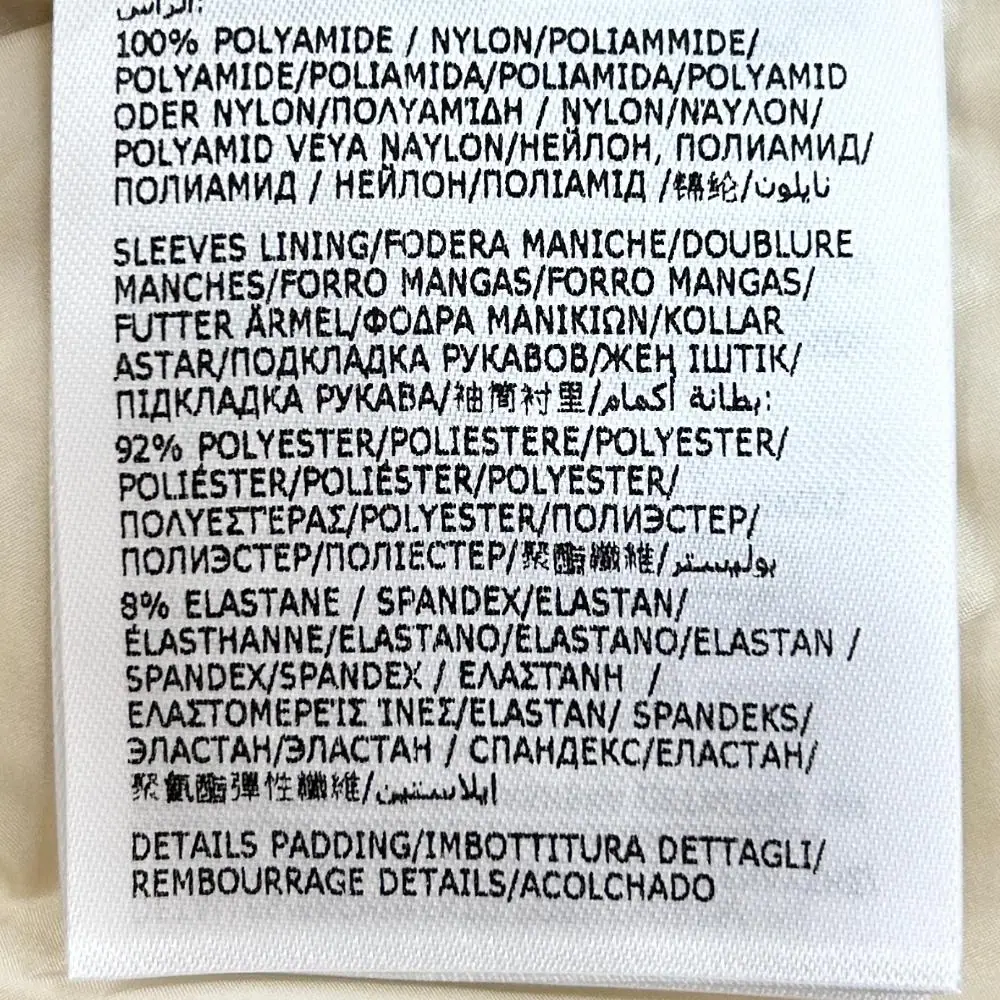 الرأس:
100% POLYAMIDE / NYLON/POLIAMMIDE/
POLYAMIDE/POLIAMIDA/POLIAMIDA/POLYAMID
ODER NYLON/ΠΟΛΥΑΜΊΔΗ / NYLON/ΝΆΥΛΟΝ/
POLYAMID VEYA NAYLON/НЕЙЛОН, ПОЛИАМИД/
ПОЛИАМИД / НЕЙЛОН/ПОЛІАМІД /锦纶/نايلون
SLEEVES LINING/FODERA MANICHE/DOUBLURE
MANCHES/FORRO MANGAS/FORRO MANGAS/
FUTTER ÄRMEL/ΦΟΔΡΑ ΜΑΝΙΚΙΩΝ/KOLLAR
ASTAR/ПОДКЛАДКА РУКАВОВ/ЖЕҢ ІШТІК/
ПІДКЛАДКА РУКАВА/袖筒衬里/بطانة أكمام:
92% POLYESTER/POLIESTERE/POLYESTER/
POLIÉSTER/POLIÉSTER/POLYESTER/
ΠΟΛΥΕΣΤΕΡΑΣ/POLYESTER/ПОЛИЭСТЕР/
ПОЛИЭСТЕР/ПОЛІЕСТЕР/聚酯纖維/بوليستر
8% ELASTANE / SPANDEX/ELASTAN/
ÉLASTHANNE/ELASTANO/ELASTANO/ELASTAN /
SPANDEX/SPANDEX / ΕΛΑΣΤΆΝΗ /
ΕΛΑΣΤΟΜΕΡΕΊΣ ΊΝΕΣ/ELASTAN/ SPANDEKS/
ЭЛАСТАН/ЭЛАСТАН / СПАНДЕКС/ЕЛАСТАН/
聚氨酯彈性纖維/ايلاستين
DETAILS PADDING/IMBOTTITURA DETTAGLI/
REMBOURRAGE DETAILS/ACOLCHADO